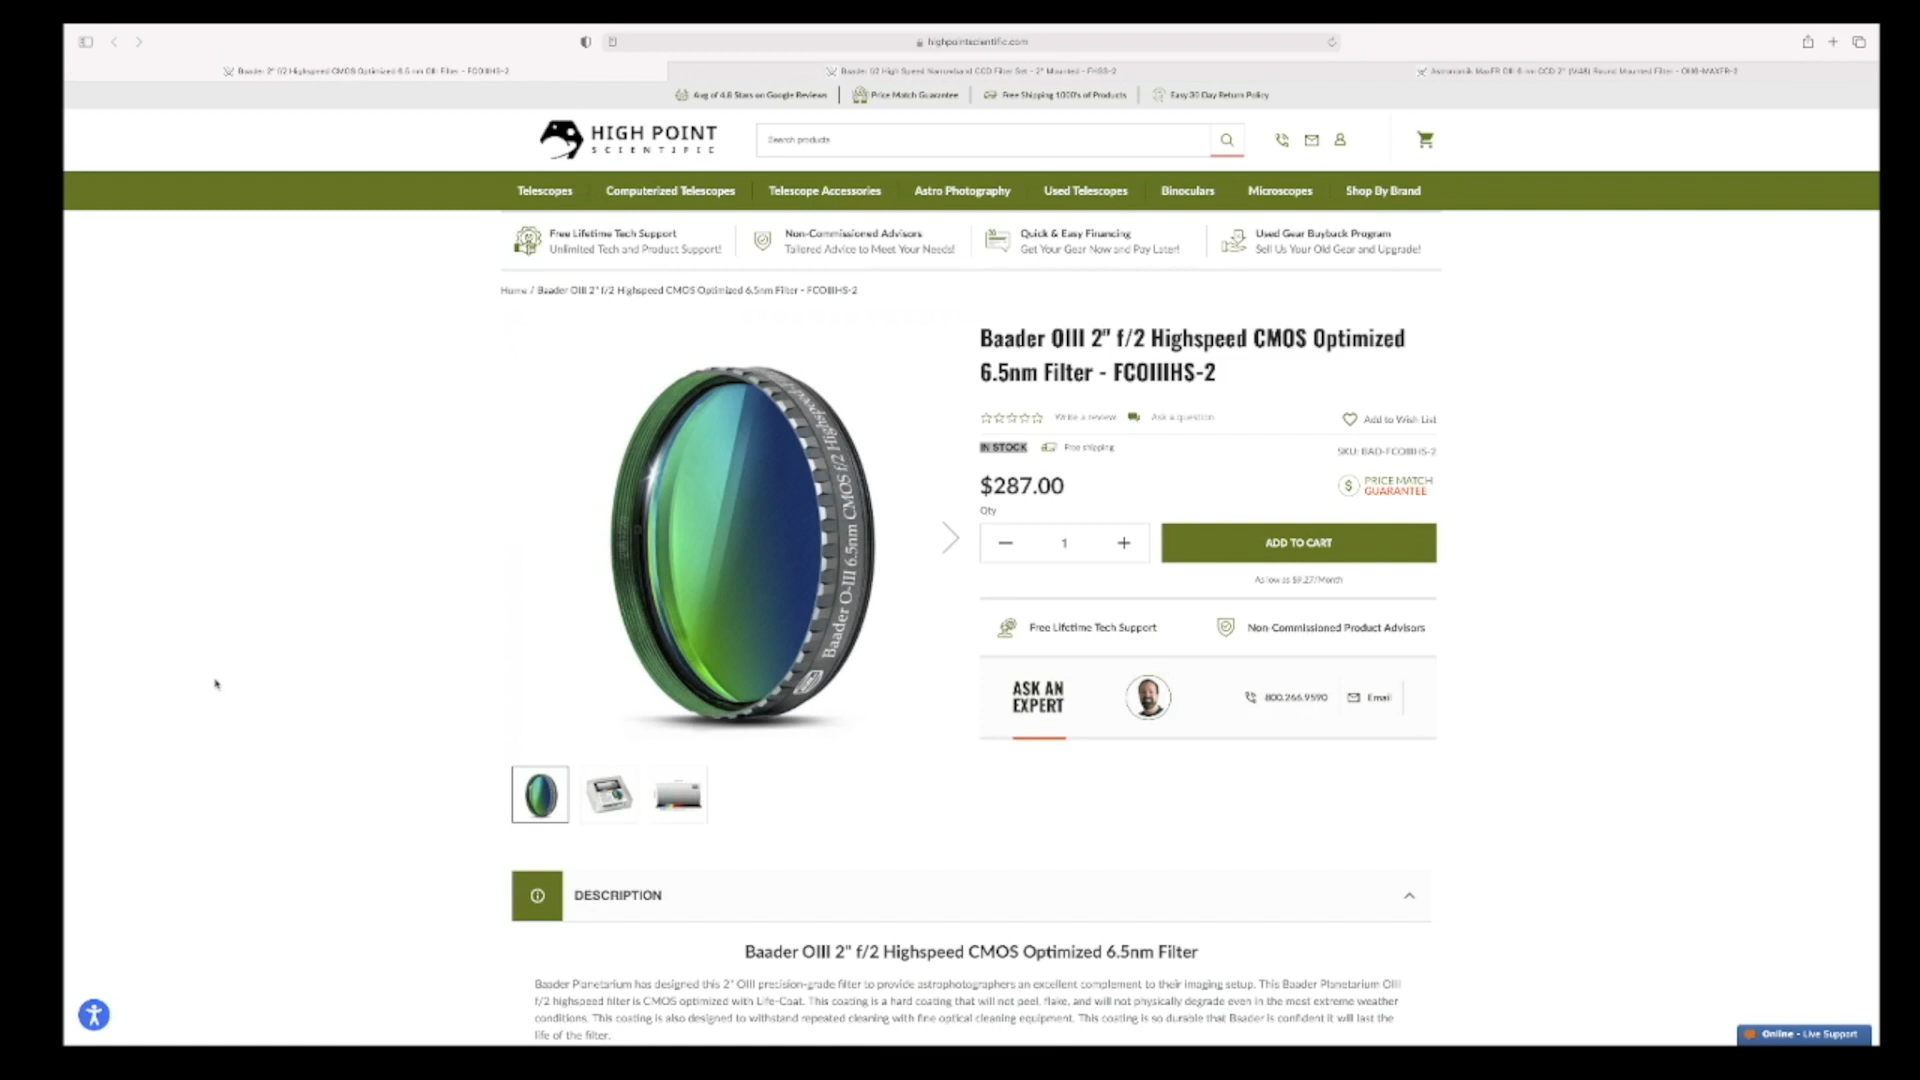 highpointscientific.com
Baader 2" f/2 Highspeed CMOS Optimized 6.5 nm OIII Filter - FCOIIIHS-2
Baader f/2 High Speed Narrowband CCD Filter Set - 2" Mounted - FHSS-2
Astronomik MaxFR OIII 6 nm CCD 2" (M48) Round Mounted Filter - OIII6-MAXFR-2
Avg of 4.8 Stars on Google Reviews
Price Match Guarantee
Free Shipping 1000's of Products
Easy 30 Day Return Policy
HIGH POINT
SCIENTIFIC
Search products
Telescopes
Computerized Telescopes
Telescope Accessories
Astro Photography
Used Telescopes
Binoculars
Microscopes
Shop By Brand
Free Lifetime Tech Support
Unlimited Tech and Product Support!
Non-Commissioned Advisors
Tailored Advice to Meet Your Needs!
Quick & Easy Financing
Get Your Gear Now and Pay Later!
Used Gear Buyback Program
Sell Us Your Old Gear and Upgrade!
Home / Baader OIII 2" f/2 Highspeed CMOS Optimized 6.5nm Filter - FCOIIIHS-2
Baader O-III 6.5nm CMOS f/2 Highspeed
Baader OIII 2" f/2 Highspeed CMOS Optimized
6.5nm Filter - FCOIIIHS-2
Write a review
Ask a question
Add to Wish List
IN STOCK
Free shipping
SKU: BAD-FCOIIIHS-2
$287.00
PRICE MATCH
GUARANTEE
Qty
1
ADD TO CART
As low as $9.27/Month
Free Lifetime Tech Support
Non-Commissioned Product Advisors
ASK AN
EXPERT
800.266.9590
Email
DESCRIPTION
Baader OIII 2" f/2 Highspeed CMOS Optimized 6.5nm Filter
Baader Planetarium has designed this 2" OIII precision-grade filter to provide astrophotographers an excellent complement to their imaging setup. This Baader Planetarium OIII
f/2 highspeed filter is CMOS optimized with Life-Coat. This coating is a hard coating that will not peel, flake, and will not physically degrade even in the most extreme weather
conditions. This coating is also designed to withstand repeated cleaning with fine optical cleaning equipment. This coating is so durable that Baader is confident it will last the
life of the filter.
Online - Live Support